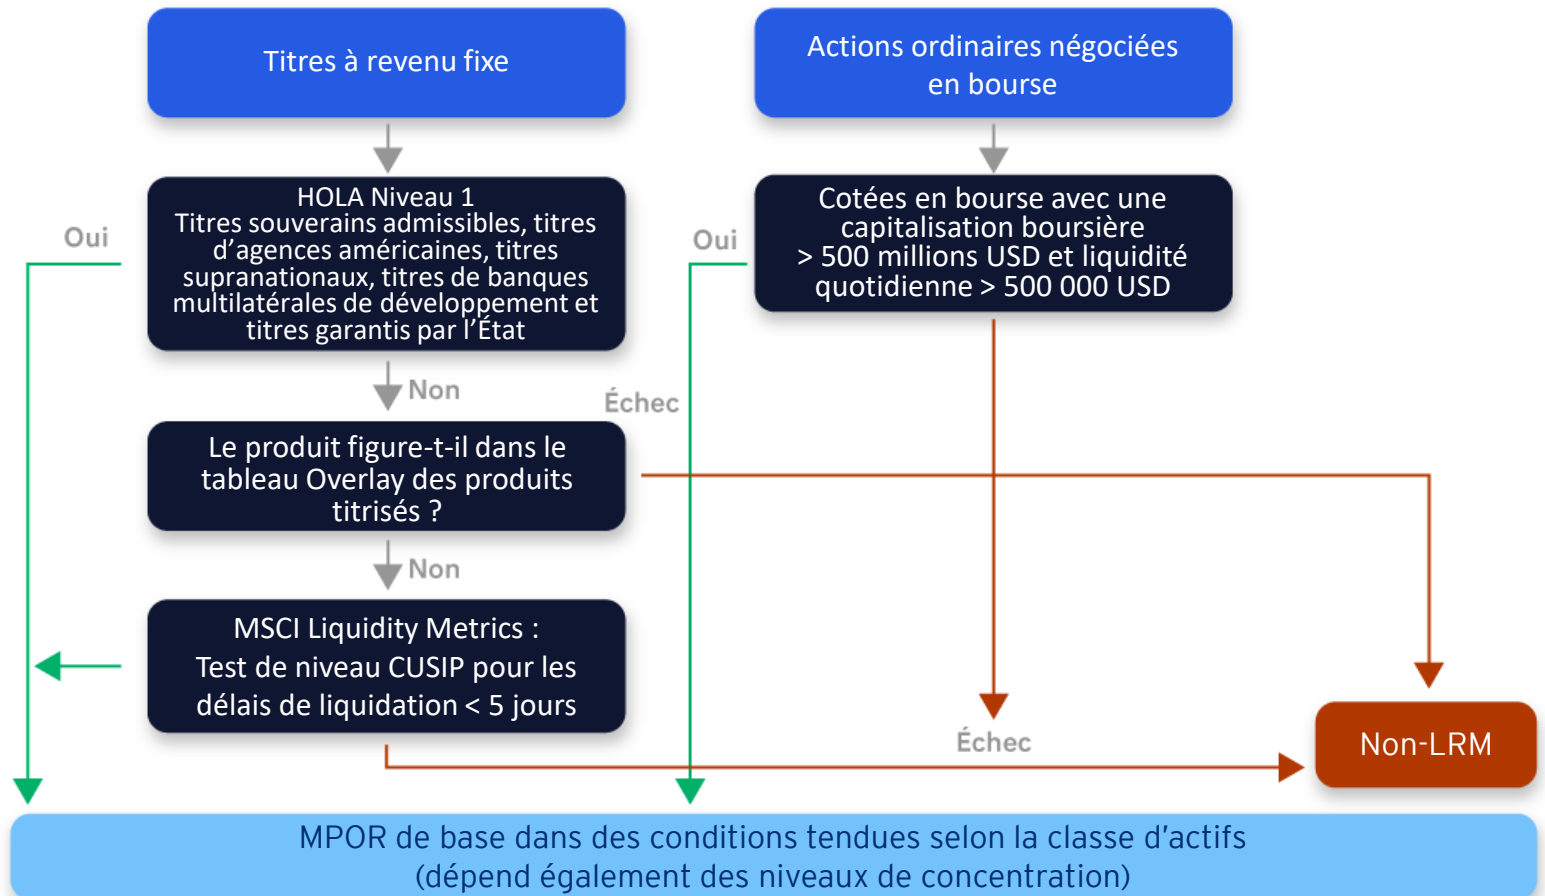 Titres à revenu fixe
Actions ordinaires négociées
en bourse
HOLA Niveau 1
Titres souverains admissibles, titres
d’agences américaines, titres
supranationaux, titres de banques
multilatérales de développement et
titres garantis par l’État
Cotées en bourse avec une
capitalisation boursière
> 500 millions USD et liquidité
quotidienne > 500 000 USD
Oui
Oui
Non
Échec
Le produit figure-t-il dans le
tableau Overlay des produits
titrisés ?
Non
MSCI Liquidity Metrics :
Test de niveau CUSIP pour les
délais de liquidation < 5 jours
Échec
Non-LRM
MPOR de base dans des conditions tendues selon la classe d’actifs
(dépend également des niveaux de concentration)